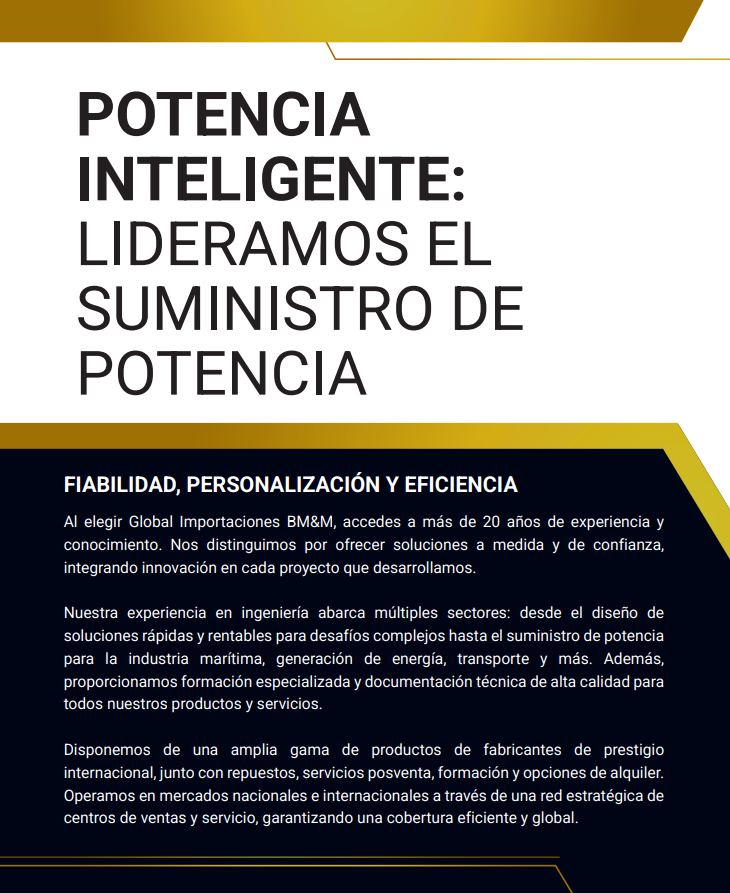 POTENCIA
INTELIGENTE:
LIDERAMOS EL
SUMINISTRO DE
POTENCIA
FIABILIDAD, PERSONALIZACIÓN Y EFICIENCIA
Al elegir Global Importaciones BM&M, accedes a más de 20 años de experiencia y
conocimiento. Nos distinguimos por ofrecer soluciones a medida y de confianza,
integrando innovación en cada proyecto que desarrollamos.
Nuestra experiencia en ingeniería abarca múltiples sectores: desde el diseño de
soluciones rápidas y rentables para desafíos complejos hasta el suministro de potencia
para la industria marítima, generación de energía, transporte y más. Además,
proporcionamos formación especializada y documentación técnica de alta calidad para
todos nuestros productos y servicios.
Disponemos de una amplia gama de productos de fabricantes de prestigio
internacional, junto con repuestos, servicios posventa, formación y opciones de alquiler.
Operamos en mercados nacionales e internacionales a través de una red estratégica de
centros de ventas y servicio, garantizando una cobertura eficiente y global.